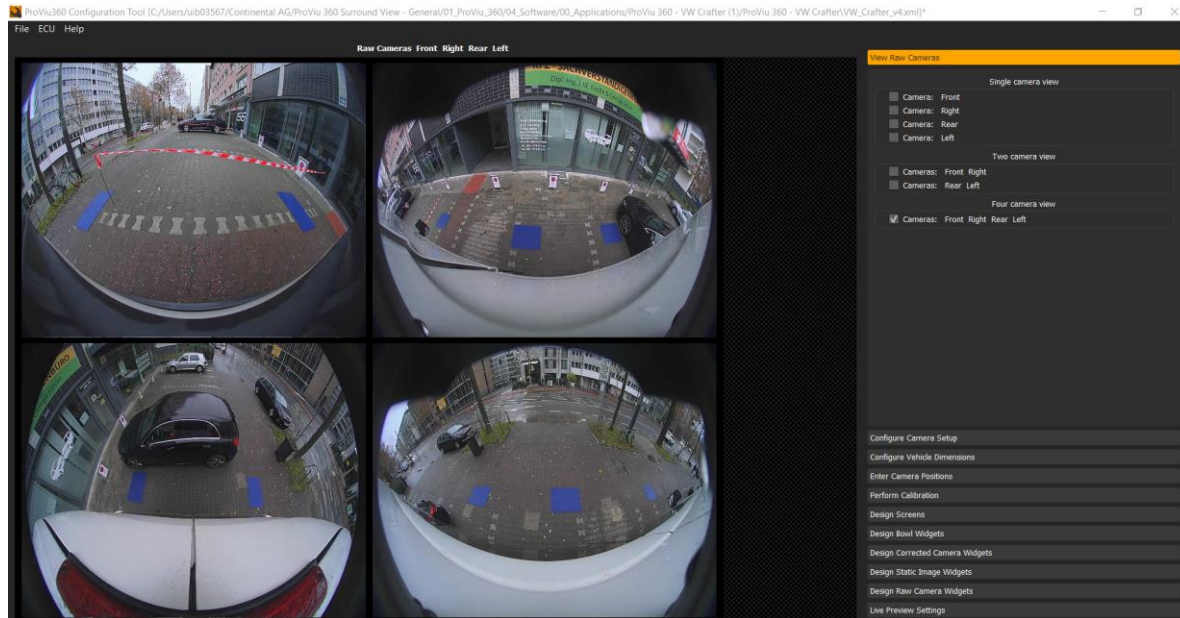 ProViu360 Configuration Tool [C:/Users/uib03567/Continental AG/ProViu 360 Surround View - General/01_ProViu_360/04_Software/00_Applications/ProViu 360 - VW Crafter (1)/ProViu 360 - VW Crafter\VW_Crafter_v4.xml]*
File ECU Help
Raw Cameras Front Right Rear Left
View Raw Cameras
Single camera view
Camera: Front
Camera: Right
Camera: Rear
Camera: Left
Two camera view
Cameras: Front Right
Cameras: Rear Left
Four camera view
Cameras: Front Right Rear Left
Configure Camera Setup
Configure Vehicle Dimensions
Enter Camera Positions
Perform Calibration
Design Screens
Design Bowl Widgets
Design Corrected Camera Widgets
Design Static Image Widgets
Design Raw Camera Widgets
Live Preview Settings